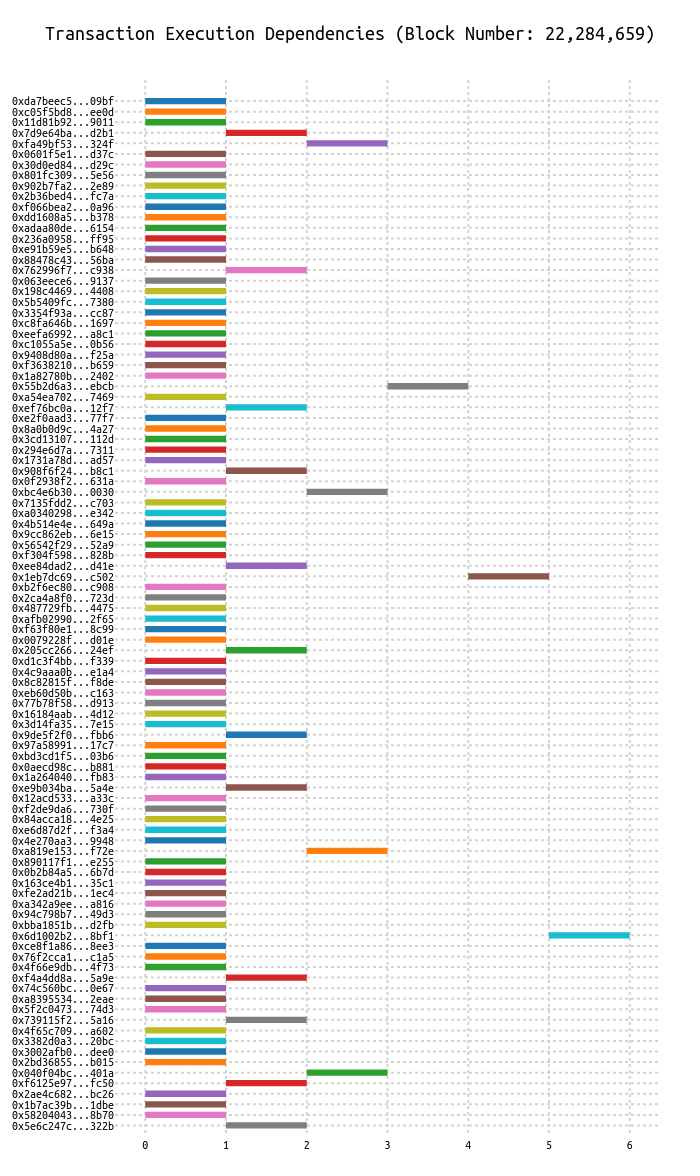 Transaction Execution Dependencies (Block Number: 22,284,659)
0xda7beec5...09bf
0xc05f5bd8...ee0d
0x11d81b92...9011
0x7d9e64ba...d2b1
0xfa49bf53...324f
0x0601f5e1...d37c
0x30d0ed84...d29c
0x801fc309...5e56
0x902b7fa2...2e89
0x2b36bed4...fc7a
0xf066bea2...0a96
0xdd1608a5...b378
0xadaa80de...6154
0x236a0958...ff95
0xe91b59e5...b648
0x88478c43...56ba
0x762996f7...c938
0x063eece6...9137
0x198c4469...4408
0x5b5409fc...7380
0x3354f93a...cc87
0xc8fa646b...1697
0xeefa6992...a8c1
0xc1055a5e...0b56
0x9408d80a...f25a
0xf3638210...b659
0x1a82780b...2402
0x55b2d6a3...ebcb
0xa54ea702...7469
0xef76bc0a...12f7
0xe2f0aad3...77f7
0x8a0b0d9c...4a27
0x3cd13107...112d
0x294e6d7a...7311
0x1731a78d...ad57
0x908f6f24...b8c1
0x0f2938f2...631a
0xbc4e6b30...0030
0x7135fdd2...c703
0xa0340298...e342
0x4b514e4e...649a
0x9cc862eb...6e15
0x56542f29...52a9
0xf304f598...828b
0xee84dad2...d41e
0x1eb7dc69...c502
0xb2f6ec80...c908
0x2ca4a8f0...723d
0x487729fb...4475
0xafb02990...2f65
0xf63f80e1...8c99
0x0079228f...d01e
0x205cc266...24ef
0xd1c3f4bb...f339
0x4c9aaa0b...e1a4
0x8c82815f...f8de
0xeb60d50b...c163
0x77b78f58...d913
0x16184aab...4d12
0x3d14fa35...7e15
0x9de5f2f0...fbb6
0x97a58991...17c7
0xbd3cd1f5...03b6
0x0aecd98c...b881
0x1a264040...fb83
0xe9b034ba...5a4e
0x12acd533...a33c
0xf2de9da6...730f
0x84acca18...4e25
0xe6d87d2f...f3a4
0x4e270aa3...9948
0xa819e153...f72e
0x890117f1...e255
0x0b2b84a5...6b7d
0x163ce4b1...35c1
0xfe2ad21b...1ec4
0xa342a9ee...a816
0x94c798b7...49d3
0xbba1851b...d2fb
0x6d1002b2...8bf1
0xce8f1a86...8ee3
0x76f2cca1...c1a5
0x4f66e9db...4f73
0xf4a4dd8a...5a9e
0x74c560bc...0e67
0xa8395534...2eae
0x5f2c0473...74d3
0x739115f2...5a16
0x4f65c709...a602
0x3382d0a3...20bc
0x3002afb0...dee0
0x2bd36855...b015
0x040f04bc...401a
0xf6125e97...fc50
0x2ae4c682...bc26
0x1b7ac39b...1dbe
0x58204043...8b70
0x5e6c247c...322b
0 1 2 3 4 5 6